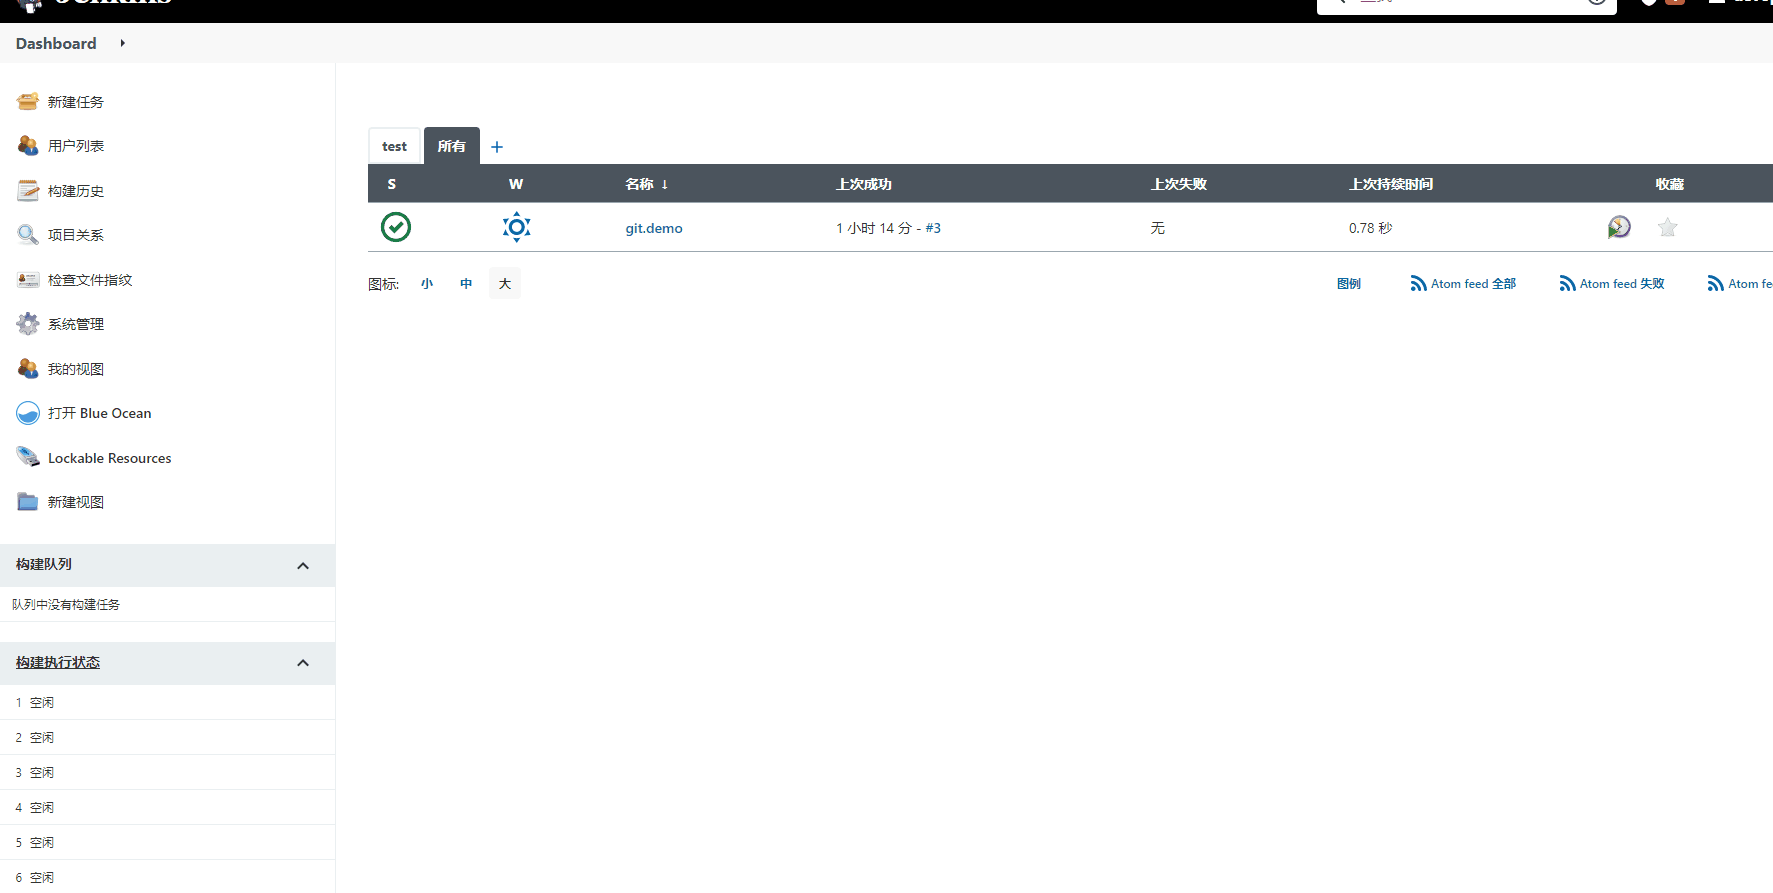 Dashboard
新建任务
用户列表
构建历史
项目关系
检查文件指纹
系统管理
我的视图
打开 Blue Ocean
Lockable Resources
新建视图
构建队列
队列中没有构建任务
构建执行状态
1 空闲
2 空闲
3 空闲
4 空闲
5 空闲
6 空闲
test 所有 +
S W 名称 ↓ 上次成功 上次失败 上次持续时间 收藏
git.demo 1 小时 14 分 - #3 无 0.78 秒
图标: 小 中 大 图例 Atom feed 全部 Atom feed 失败 Atom fe